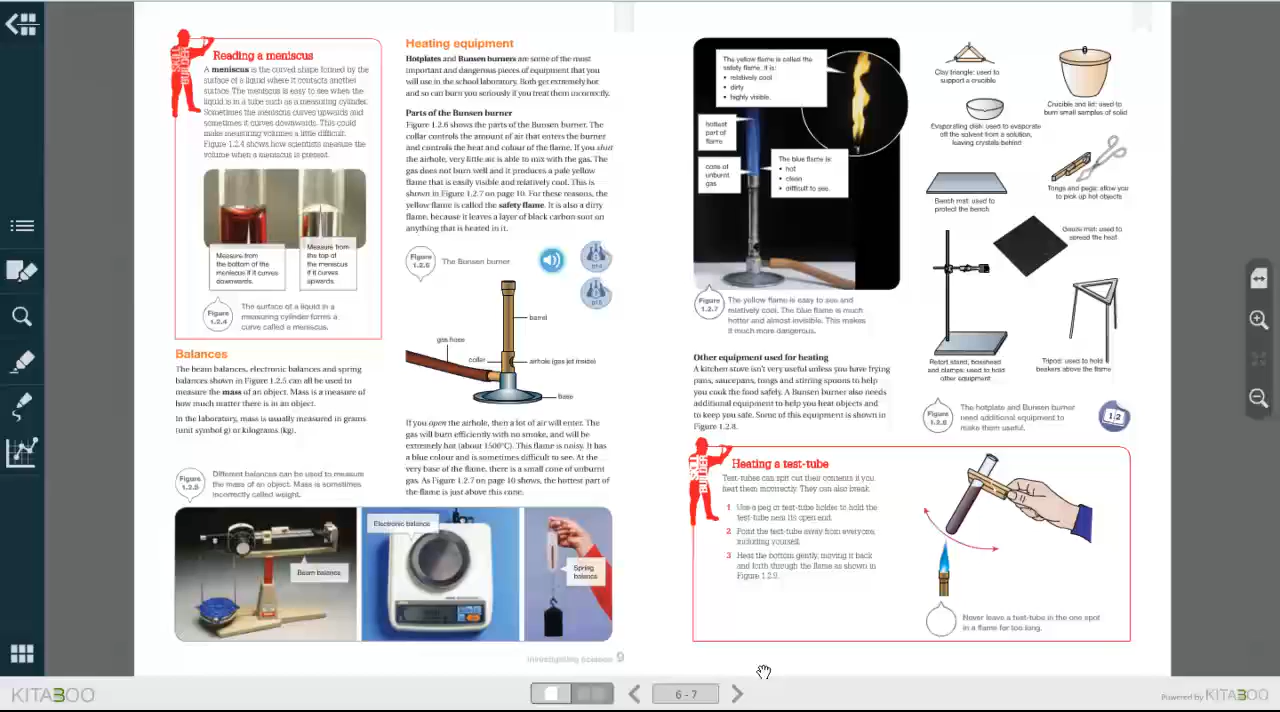 Reading a meniscus
A meniscus is the curved shape formed by the
surface of a liquid where it contacts another
surface. The meniscus is easy to see when the
liquid is in a tube such as a measuring cylinder.
Sometimes the meniscus curves upwards and
sometimes it curves downwards. This could
make measuring volumes a little difficult.
Figure 1.2.4 shows how scientists measure the
volume when a meniscus is present.
Measure from
the bottom of the
meniscus if it curves
downwards.
Measure from
the top of
the meniscus
if it curves
upwards.
Figure
1.2.4
The surface of a liquid in a
measuring cylinder forms a
curve called a meniscus.
Balances
The beam balances, electronic balances and spring
balances shown in Figure 1.2.5 can all be used to
measure the mass of an object. Mass is a measure of
how much matter there is in an object.
In the laboratory, mass is usually measured in grams
(unit symbol g) or kilograms (kg).
Figure
1.2.5
Different balances can be used to measure
the mass of an object. Mass is sometimes
incorrectly called weight.
Beam balance
Electronic balance
Spring
balance
Heating equipment
Hotplates and Bunsen burners are some of the most
important and dangerous pieces of equipment that you
will use in the school laboratory. Both get extremely hot
and so can burn you seriously if you treat them incorrectly.
Parts of the Bunsen burner
Figure 1.2.6 shows the parts of the Bunsen burner. The
collar controls the amount of air that enters the burner
and controls the heat and colour of the flame. If you shut
the airhole, very little air is able to mix with the gas. The
gas does not burn well and it produces a pale yellow
flame that is easily visible and relatively cool. This is
shown in Figure 1.2.7 on page 10. For these reasons, the
yellow flame is called the safety flame. It is also a dirty
flame, because it leaves a layer of black carbon soot on
anything that is heated in it.
Figure
1.2.6
The Bunsen burner
barrel
gas hose
collar
airhole (gas jet inside)
base
If you open the airhole, then a lot of air will enter. The
gas will burn efficiently with no smoke, and will be
extremely hot (about 1500°C). This flame is noisy. It has
a blue colour and is sometimes difficult to see. At the
very base of the flame, there is a small cone of unburnt
gas. As Figure 1.2.7 on page 10 shows, the hottest part of
the flame is just above this cone.
Investigating Science 9
The yellow flame is called the
safety flame. It is:
• relatively cool
• dirty
• highly visible.
hottest
part of
flame
cone of
unburnt
gas
The blue flame is:
• hot
• clean
• difficult to see.
Figure
1.2.7
The yellow flame is easy to see and
relatively cool. The blue flame is much
hotter and almost invisible. This makes
it much more dangerous.
Other equipment used for heating
A kitchen stove isn't very useful unless you have frying
pans, saucepans, tongs and stirring spoons to help
you cook the food safely. A Bunsen burner also needs
additional equipment to help you heat objects and
to keep you safe. Some of this equipment is shown in
Figure 1.2.8.
Clay triangle: used to
support a crucible
Crucible and lid: used to
burn small samples of solid
Evaporating dish: used to evaporate
off the solvent from a solution,
leaving crystals behind
Tongs and pegs: allow you
to pick up hot objects
Bench mat: used to
protect the bench
Gauze mat: used to
spread the heat
Retort stand, bosshead
and clamps: used to hold
other equipment
Tripod: used to hold
beakers above the flame
Figure
1.2.8
The hotplate and Bunsen burner
need additional equipment to
make them useful.
1.2
SKILL BUILDER
Heating a test-tube
Test-tubes can spit out their contents if you
heat them incorrectly. They can also break.
1 Use a peg or test-tube holder to hold the
test-tube near its open end.
2 Point the test-tube away from everyone,
including yourself.
3 Heat the bottom gently, moving it back
and forth through the flame as shown in
Figure 1.2.9.
Never leave a test-tube in the one spot
in a flame for too long.
KITABOO
6 - 7
Powered by KITABOO